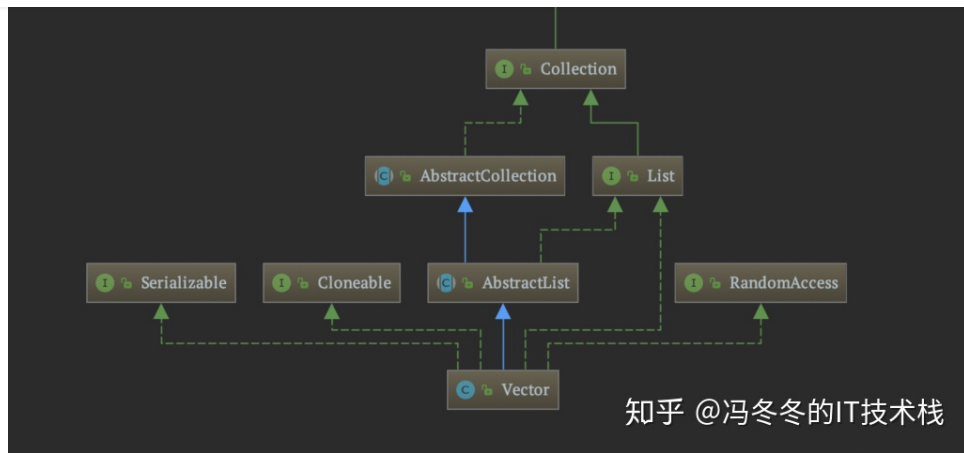 I Collection
C AbstractCollection
I List
I Serializable
I Cloneable
C AbstractList
I RandomAccess
C Vector
知乎 @冯冬冬的IT技术栈